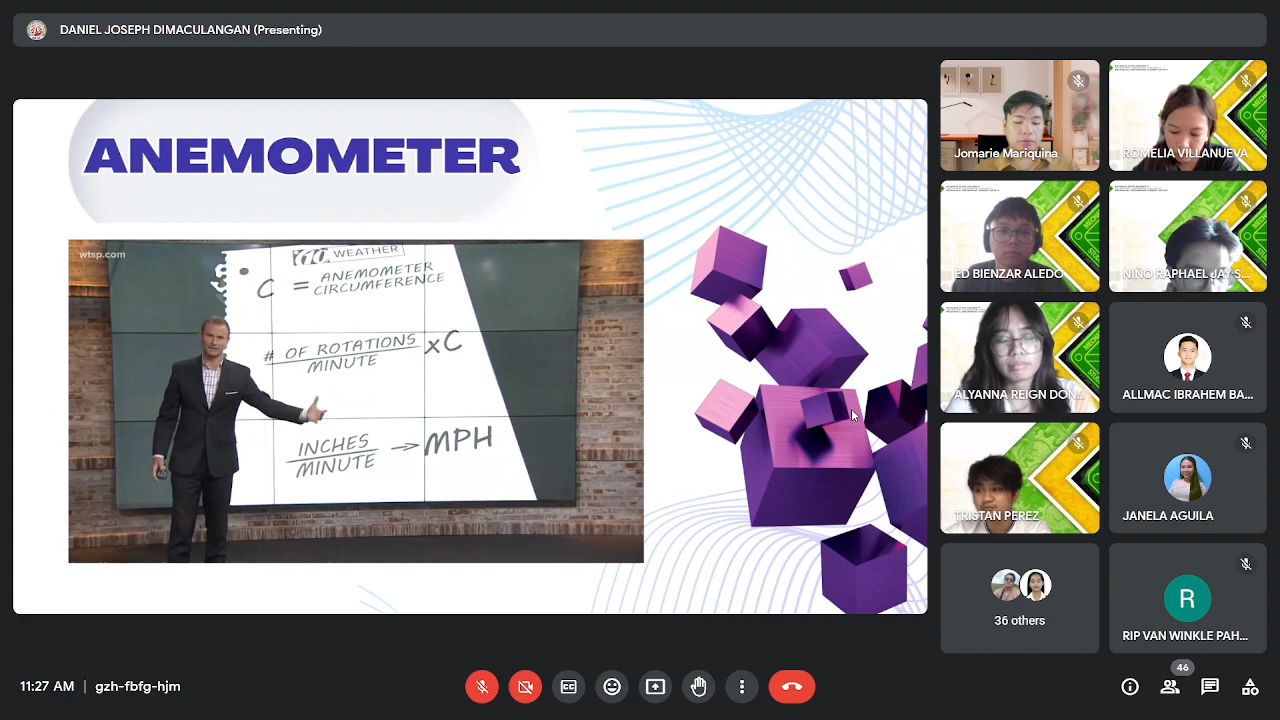 DANIEL JOSEPH DIMACULANGAN (Presenting)
ANEMOMETER
wtsp.com
WEATHER
C = ANEMOMETER
CIRCUMFERENCE
# OF ROTATIONS
MINUTE
xC
INCHES
MINUTE
→ MPH
Jomarie Mariquina
ROMELIA VILLANUEVA
ED BIENZAR ALEDO
NIÑO RAPHAEL JAY S...
ALYANNA REIGN DON...
ALLMAC IBRAHEM BA...
TRISTAN PEREZ
JANELA AGUILA
36 others
R
RIP VAN WINKLE PAH...
11:27 AM | gzh-fbfg-hjm
46